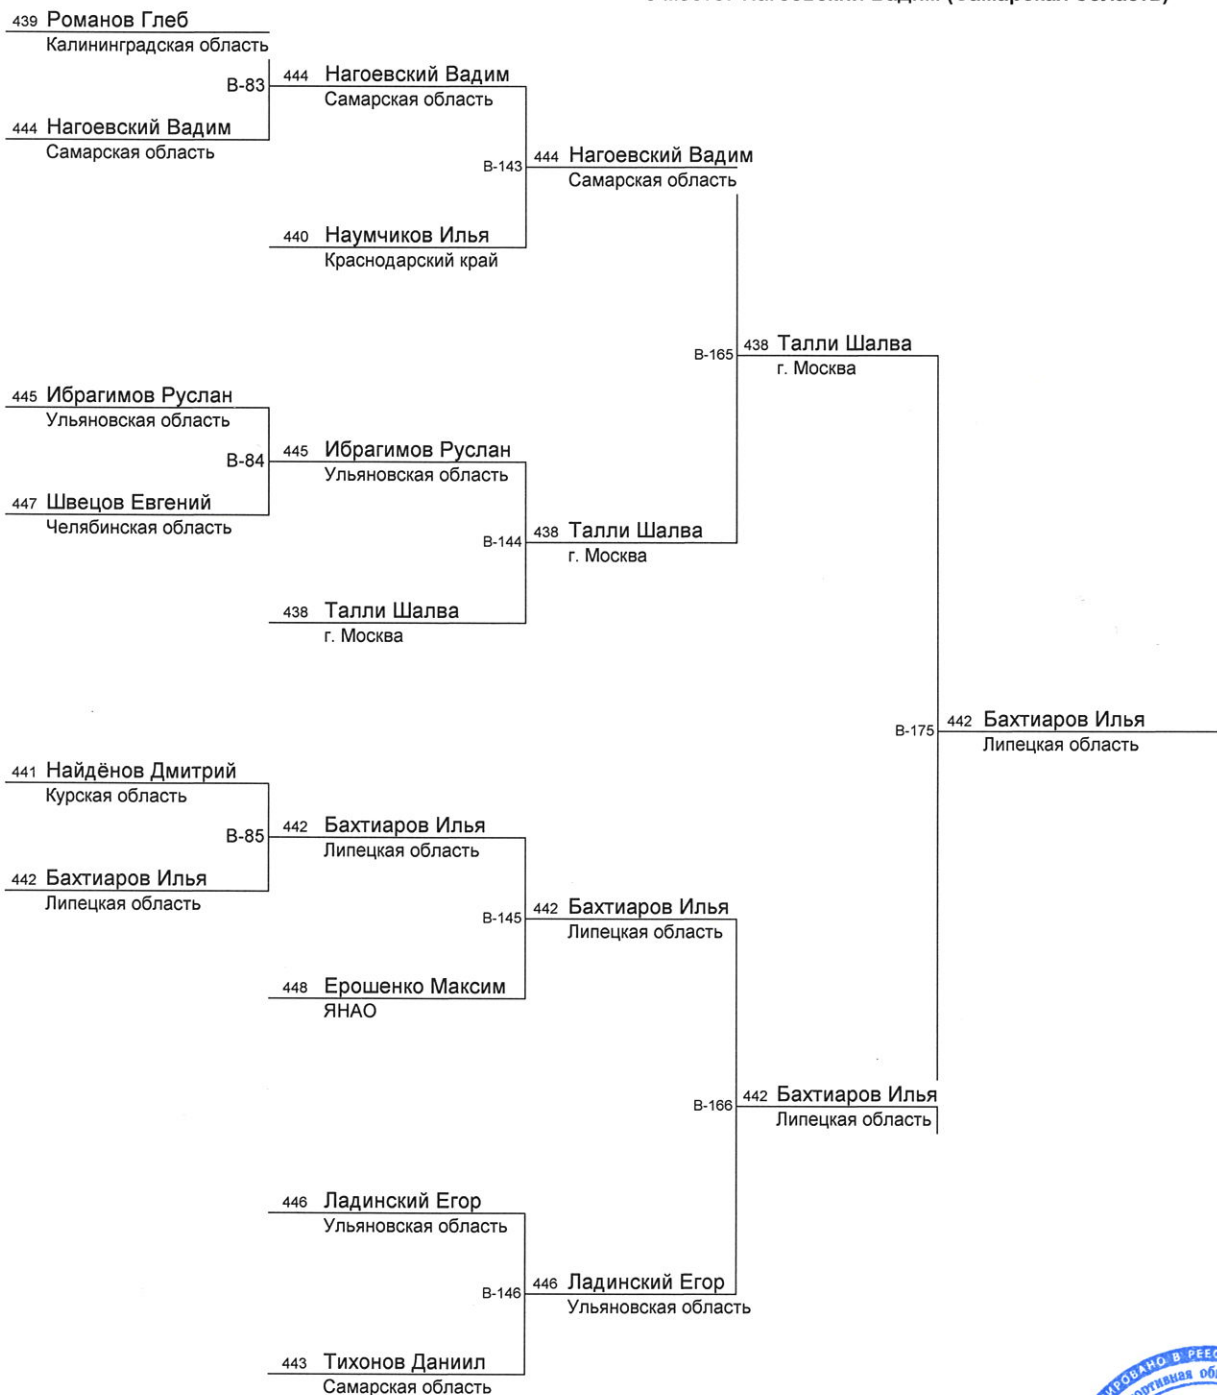 439 Романов Глеб
Калининградская область
B-83
444 Нагоевский Вадим
Самарская область
444 Нагоевский Вадим
Самарская область
B-143
444 Нагоевский Вадим
Самарская область
440 Наумчиков Илья
Краснодарский край
B-165
438 Талли Шалва
г. Москва
445 Ибрагимов Руслан
Ульяновская область
B-84
445 Ибрагимов Руслан
Ульяновская область
447 Швецов Евгений
Челябинская область
B-144
438 Талли Шалва
г. Москва
438 Талли Шалва
г. Москва
B-175
442 Бахтиаров Илья
Липецкая область
441 Найдёнов Дмитрий
Курская область
B-85
442 Бахтиаров Илья
Липецкая область
442 Бахтиаров Илья
Липецкая область
B-145
442 Бахтиаров Илья
Липецкая область
448 Ерошенко Максим
ЯНАО
B-166
442 Бахтиаров Илья
Липецкая область
446 Ладинский Егор
Ульяновская область
B-146
446 Ладинский Егор
Ульяновская область
443 Тихонов Даниил
Самарская область